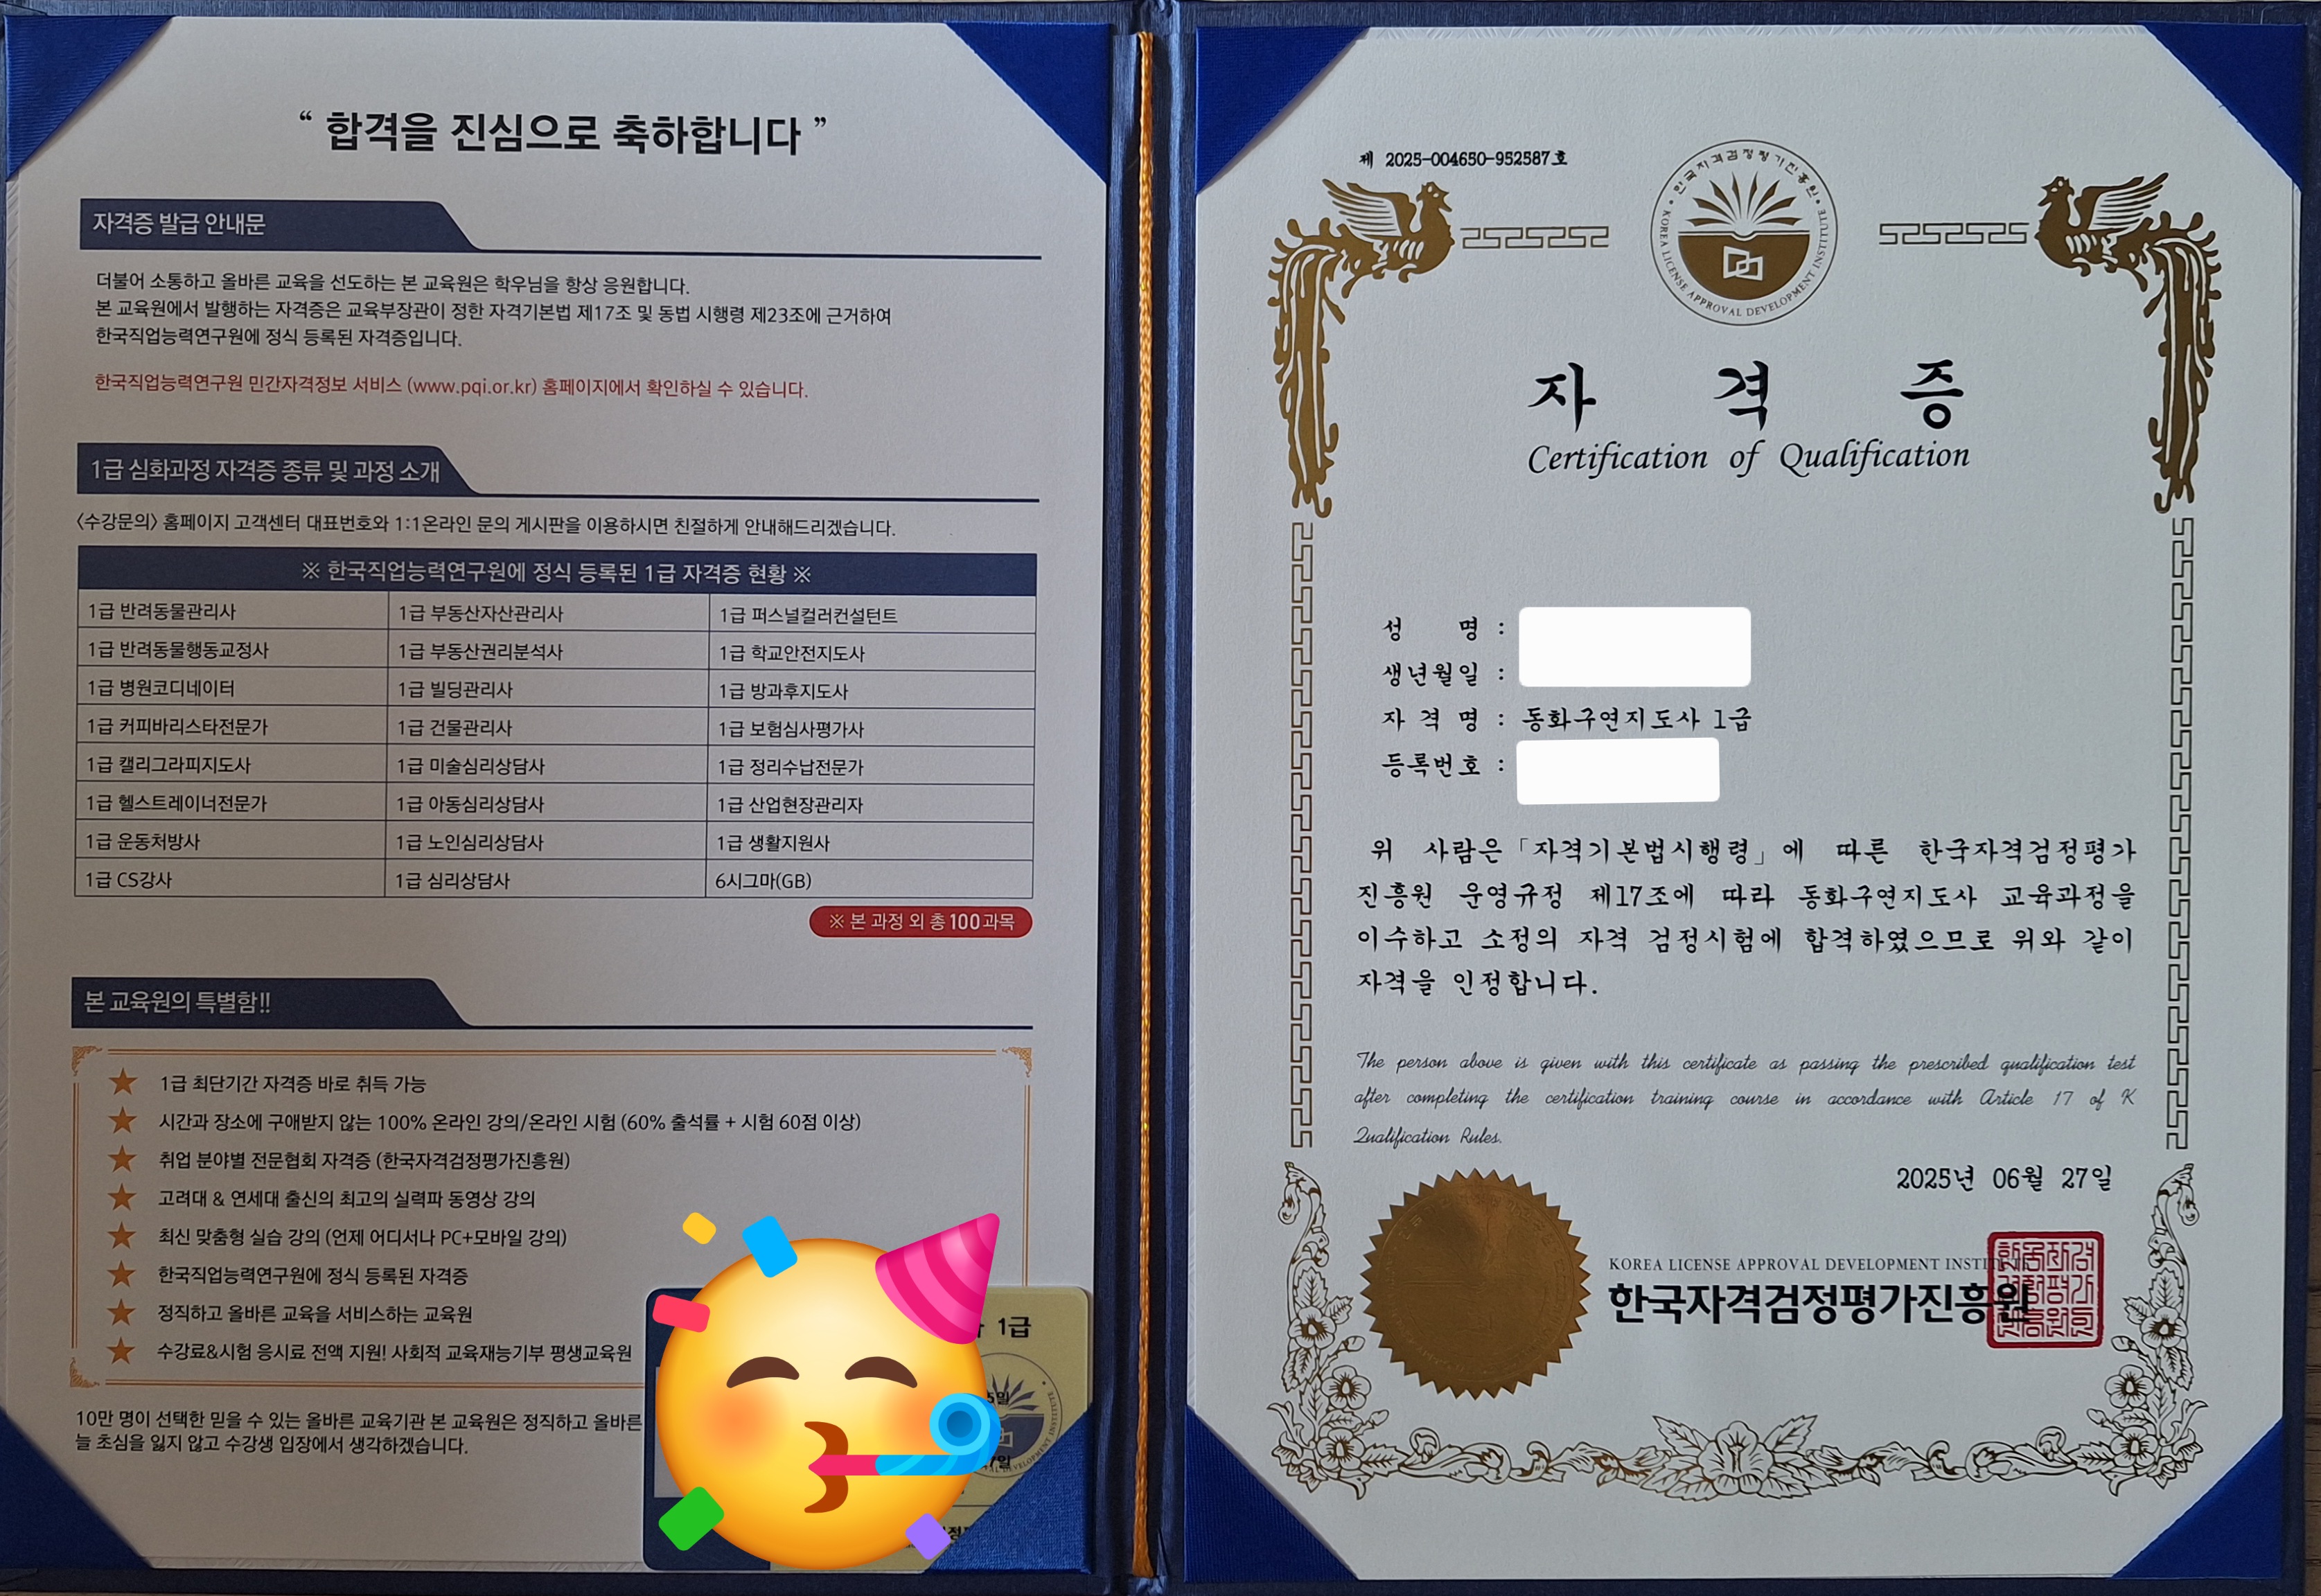 “ 합격을 진심으로 축하합니다 ”
자격증 발급 안내문
더불어 소통하고 올바른 교육을 선도하는 본 교육원은 학우님을 항상 응원합니다.
본 교육원에서 발행하는 자격증은 교육부장관이 정한 자격기본법 제17조 및 동법 시행령 제23조에 근거하여
한국직업능력연구원에 정식 등록된 자격증입니다.
한국직업능력연구원 민간자격정보 서비스 (www.pqi.or.kr) 홈페이지에서 확인하실 수 있습니다.
1급 심화과정 자격증 종류 및 과정 소개
〈수강문의〉 홈페이지 고객센터 대표번호와 1:1온라인 문의 게시판을 이용하시면 친절하게 안내해드리겠습니다.
※ 한국직업능력연구원에 정식 등록된 1급 자격증 현황 ※
1급 반려동물관리사 1급 부동산자산관리사 1급 퍼스널컬러컨설턴트
1급 반려동물행동교정사 1급 부동산권리분석사 1급 학교안전지도사
1급 병원코디네이터 1급 빌딩관리사 1급 방과후지도사
1급 커피바리스타전문가 1급 건물관리사 1급 보험심사평가사
1급 캘리그라피지도사 1급 미술심리상담사 1급 정리수납전문가
1급 헬스트레이너전문가 1급 아동심리상담사 1급 산업현장관리자
1급 운동처방사 1급 노인심리상담사 1급 생활지원사
1급 CS강사 1급 심리상담사 6시그마(GB)
※ 본 과정 외 총 100과목
본 교육원의 특별함!!
1급 최단기간 자격증 바로 취득 가능
시간과 장소에 구애받지 않는 100% 온라인 강의/온라인 시험 (60% 출석률 + 시험 60점 이상)
취업 분야별 전문협회 자격증 (한국자격검정평가진흥원)
고려대 & 연세대 출신의 최고의 실력파 동영상 강의
최신 맞춤형 실습 강의 (언제 어디서나 PC+모바일 강의)
한국직업능력연구원에 정식 등록된 자격증
정직하고 올바른 교육을 서비스하는 교육원
수강료&시험 응시료 전액 지원! 사회적 교육재능기부 평생교육원
10만 명이 선택한 믿을 수 있는 올바른 교육기관 본 교육원은 정직하고 올바른
늘 초심을 잃지 않고 수강생 입장에서 생각하겠습니다.
1급
제 2025-004650-952587호
한국자격검정평가진흥원
KOREA LICENSE APPROVAL DEVELOPMENT INSTITUTE
자 격 증
Certification of Qualification
성 명 :
생년월일 :
자 격 명 : 동화구연지도사 1급
등록번호 :
위 사람은 「자격기본법시행령」에 따른 한국자격검정평가
진흥원 운영규정 제17조에 따라 동화구연지도사 교육과정을
이수하고 소정의 자격 검정시험에 합격하였으므로 위와 같이
자격을 인정합니다.
The person above is given with this certificate as passing the prescribed qualification test
after completing the certification training course in accordance with Article 17 of K
Qualification Rules.
2025년 06월 27일
KOREA LICENSE APPROVAL DEVELOPMENT INSTITUTE
한국자격검정평가진흥원